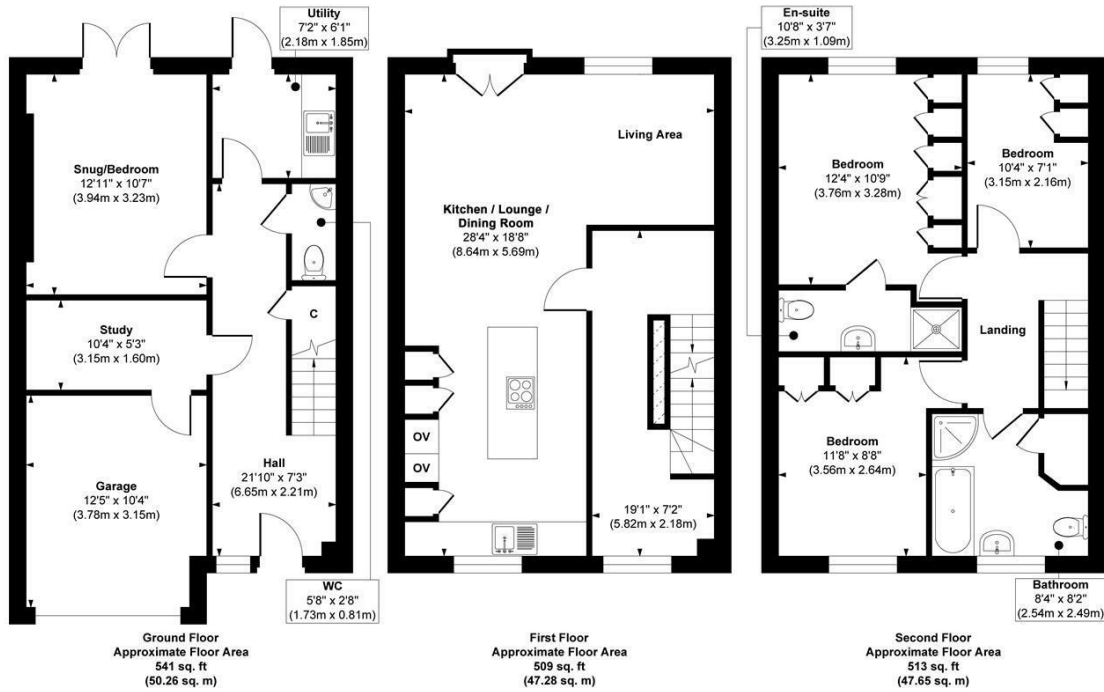 Utility
7'2" x 6'1"
(2.18m x 1.85m)
Snug/Bedroom
12'11" x 10'7"
(3.94m x 3.23m)
Study
10'4" x 5'3"
(3.15m x 1.60m)
C
Garage
12'5" x 10'4"
(3.78m x 3.15m)
Hall
21'10" x 7'3"
(6.65m x 2.21m)
WC
5'8" x 2'8"
(1.73m x 0.81m)
Ground Floor
Approximate Floor Area
541 sq. ft
(50.26 sq. m)
Living Area
Kitchen / Lounge /
Dining Room
28'4" x 18'8"
(8.64m x 5.69m)
OV
OV
19'1" x 7'2"
(5.82m x 2.18m)
First Floor
Approximate Floor Area
509 sq. ft
(47.28 sq. m)
En-suite
10'8" x 3'7"
(3.25m x 1.09m)
Bedroom
12'4" x 10'9"
(3.76m x 3.28m)
Bedroom
10'4" x 7'1"
(3.15m x 2.16m)
Landing
Bedroom
11'8" x 8'8"
(3.56m x 2.64m)
Bathroom
8'4" x 8'2"
(2.54m x 2.49m)
Second Floor
Approximate Floor Area
513 sq. ft
(47.65 sq. m)